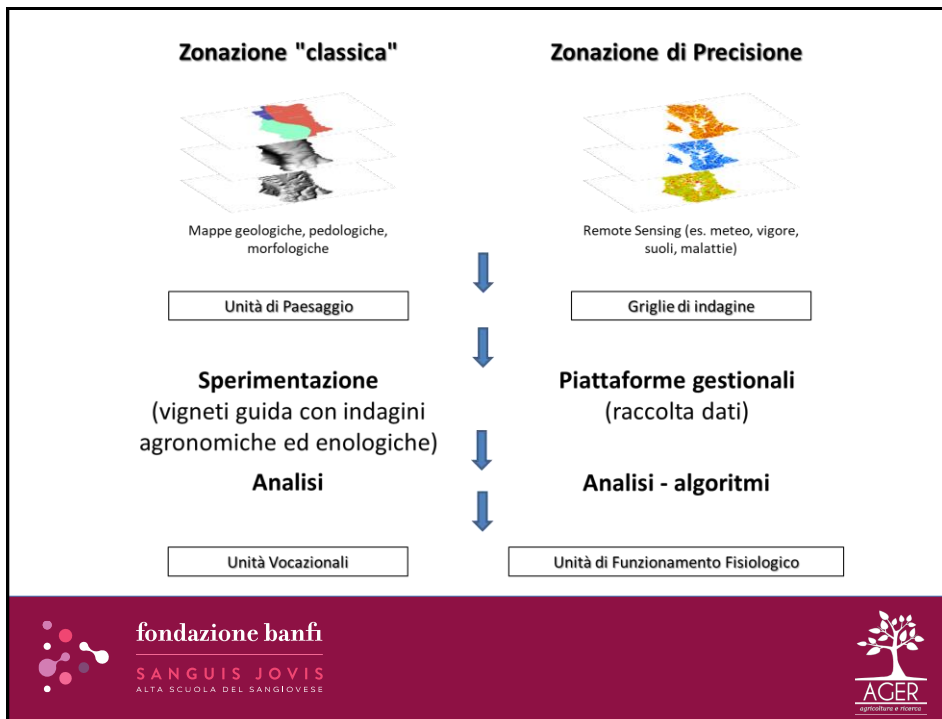 Zonazione "classica"
Zonazione di Precisione
Mappe geologiche, pedologiche,
morfologiche
Remote Sensing (es. meteo, vigore,
suoli, malattie)
Unità di Paesaggio
Griglie di indagine
Sperimentazione
(vigneti guida con indagini
agronomiche ed enologiche)
Piattaforme gestionali
(raccolta dati)
Analisi
Analisi - algoritmi
Unità Vocazionali
Unità di Funzionamento Fisiologico
fondazione banfi
SANGUIS JOVIS
ALTA SCUOLA DEL SANGIOVESE
AGER
agricoltura e ricerca